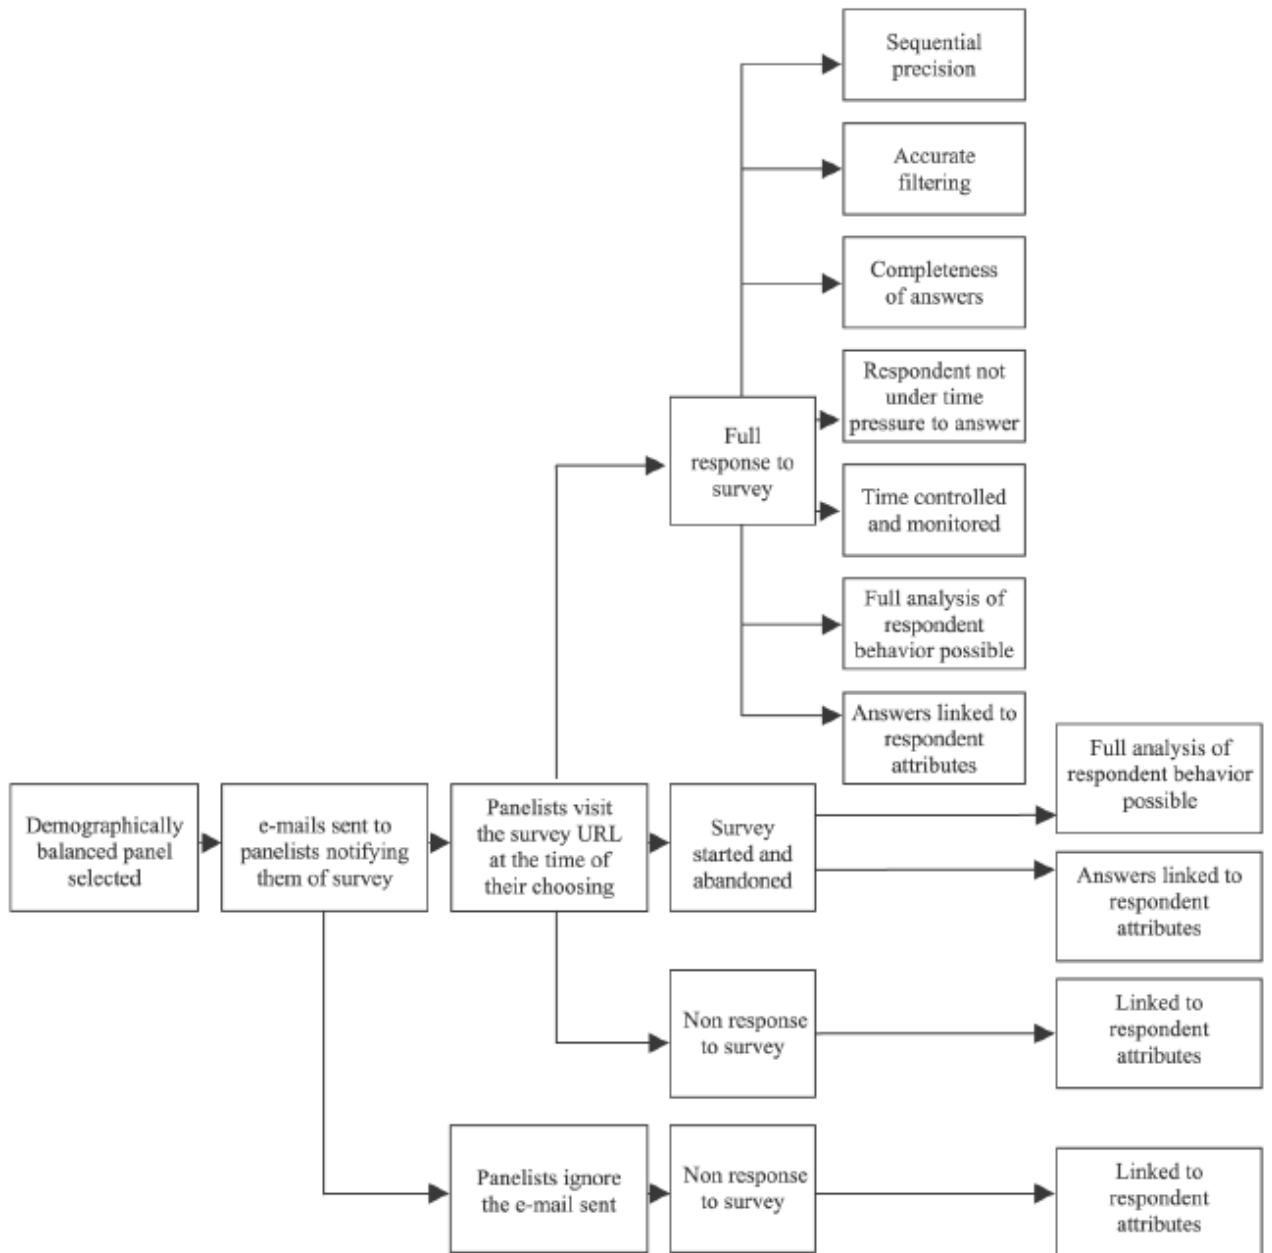 Sequential
precision
Accurate
filtering
Completeness
of answers
Respondent not
under time
pressure to answer
Full
response to
survey
Time controlled
and monitored
Full analysis of
respondent
behavior possible
Answers linked to
respondent
attributes
Full analysis of
respondent behavior
possible
Demographically
balanced panel
selected
e-mails sent to
panelists notifying
them of survey
Panelists visit
the survey URL
at the time of
their choosing
Survey
started and
abandoned
Answers linked to
respondent
attributes
Non response
to survey
Linked to
respondent
attributes
Panelists ignore
the e-mail sent
Non response
to survey
Linked to
respondent
attributes